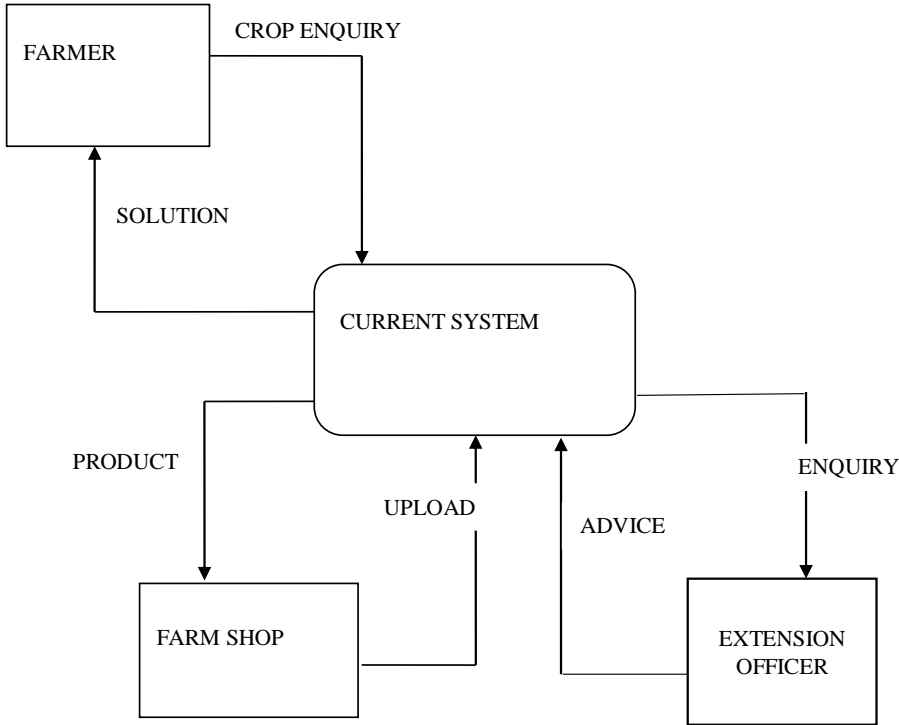 CROP ENQUIRY
FARMER
SOLUTION
CURRENT SYSTEM
PRODUCT
ENQUIRY
UPLOAD
ADVICE
FARM SHOP
EXTENSION
OFFICER